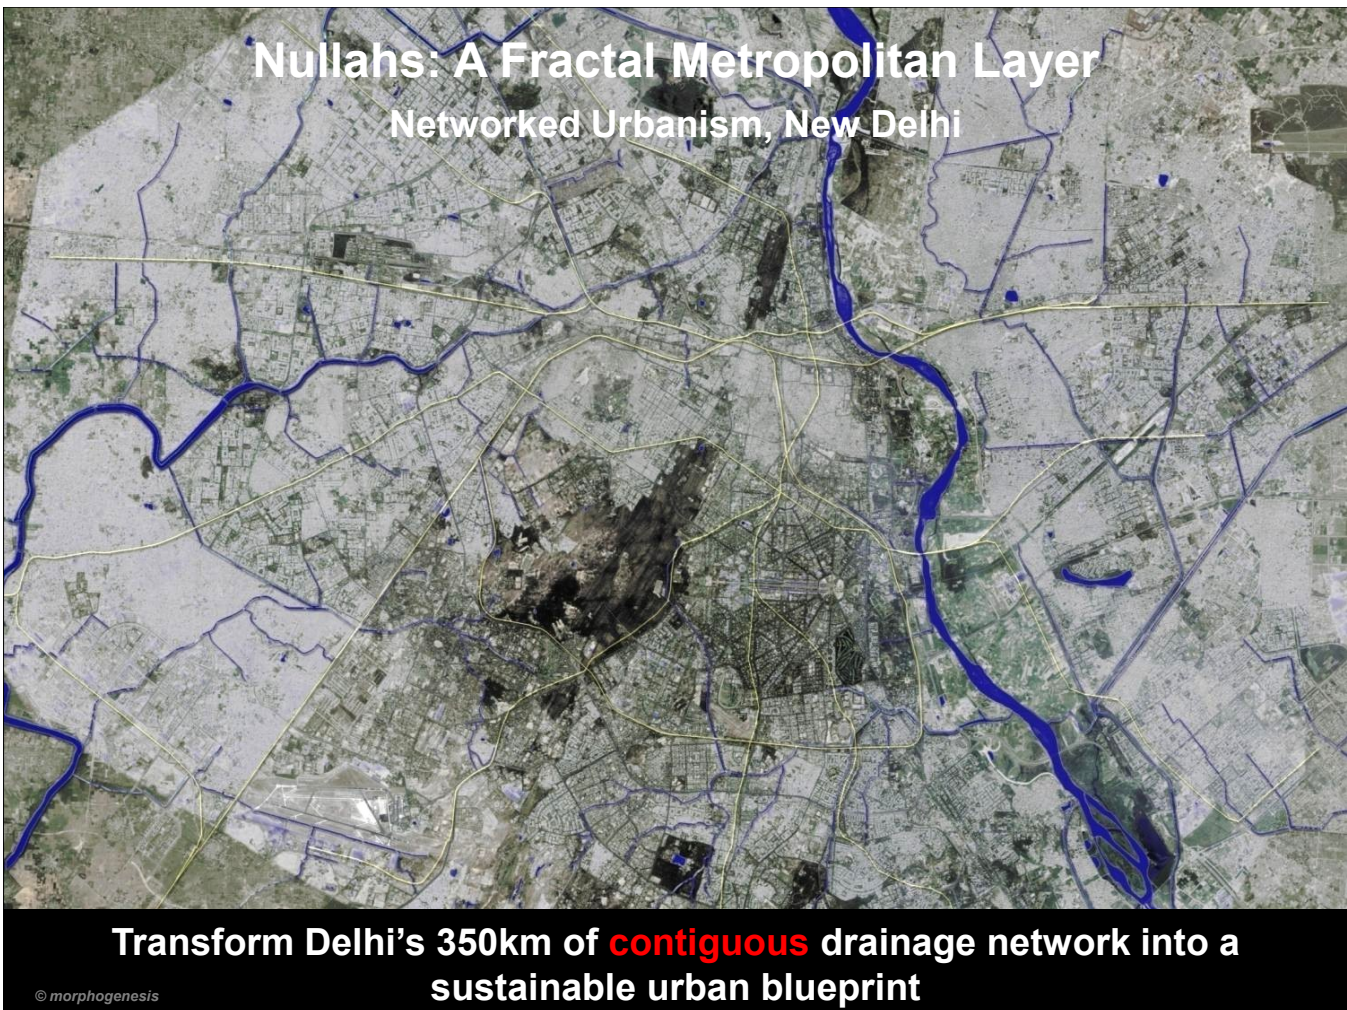 Nullahs: A Fractal Metropolitan Layer
Networked Urbanism, New Delhi
Transform Delhi’s 350km of contiguous drainage network into a
sustainable urban blueprint
© morphogenesis